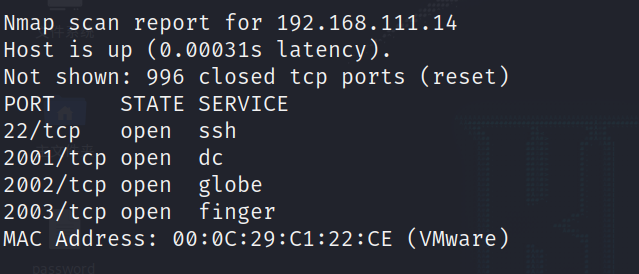 Nmap scan report for 192.168.111.14
Host is up (0.00031s latency).
Not shown: 996 closed tcp ports (reset)
PORT     STATE SERVICE
22/tcp   open  ssh
2001/tcp open  dc
2002/tcp open  globe
2003/tcp open  finger
MAC Address: 00:0C:29:C1:22:CE (VMware)
password